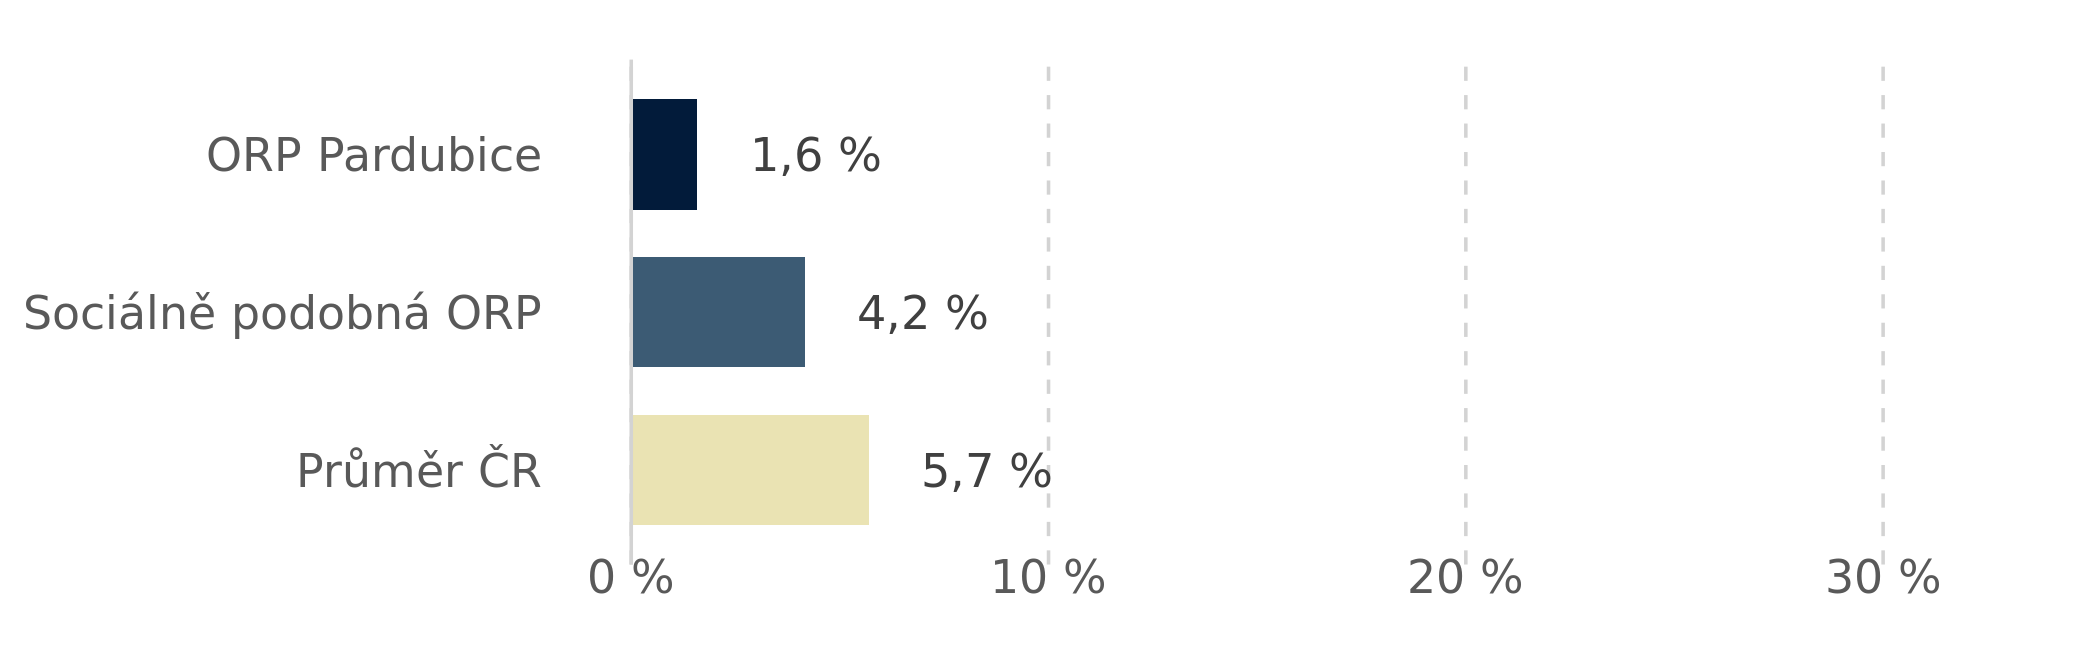 ORP Pardubice 1,6 %
Sociálně podobná ORP 4,2 %
Průměr ČR 5,7 %
0 % 10 % 20 % 30 %